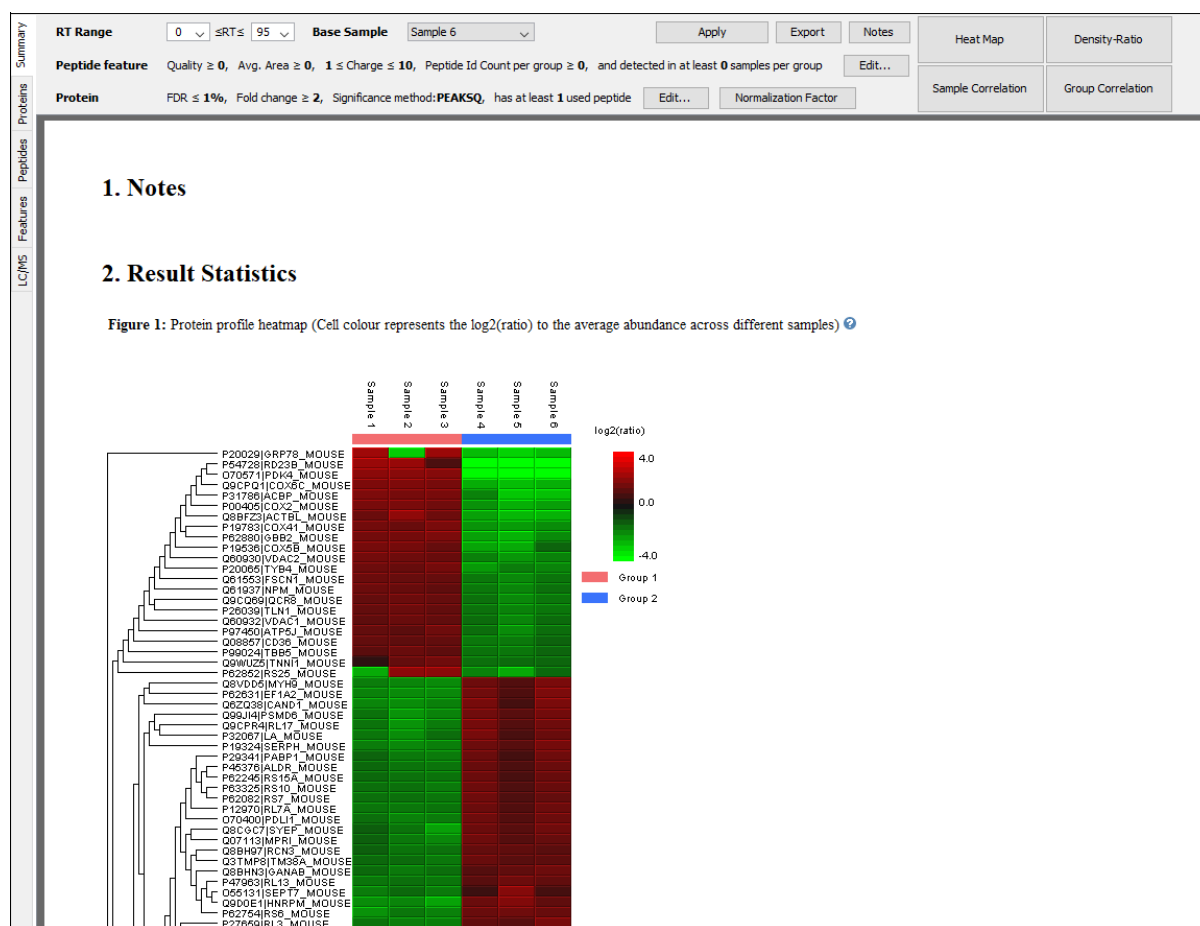 Summary
Proteins
Peptides
Features
LC/MS
RT Range 0 ≤RT≤ 95 Base Sample Sample 6 Apply Export Notes
Peptide feature Quality ≥ 0, Avg. Area ≥ 0, 1 ≤ Charge ≤ 10, Peptide Id Count per group ≥ 0, and detected in at least 0 samples per group Edit...
Protein FDR ≤ 1%, Fold change ≥ 2, Significance method:PEAKSQ, has at least 1 used peptide Edit... Normalization Factor
Heat Map Density-Ratio
Sample Correlation Group Correlation
1. Notes
2. Result Statistics
Figure 1: Protein profile heatmap (Cell colour represents the log2(ratio) to the average abundance across different samples) ?
Sample 1
Sample 2
Sample 3
Sample 4
Sample 5
Sample 6
P20029|GRP78_MOUSE
P54728|RD23B_MOUSE
O70571|PDK4_MOUSE
Q9CPQ1|COX6C_MOUSE
P31786|ACBP_MOUSE
P00405|COX2_MOUSE
Q8BFZ3|ACTBL_MOUSE
P19783|COX41_MOUSE
P62880|GBB2_MOUSE
P19536|COX5B_MOUSE
Q60930|VDAC2_MOUSE
P20065|TYB4_MOUSE
Q61553|FSCN1_MOUSE
Q61937|NPM_MOUSE
Q9CQ69|QCR8_MOUSE
P26039|TLN1_MOUSE
Q60932|VDAC1_MOUSE
P97450|ATP5J_MOUSE
Q08857|CD36_MOUSE
P99024|TBB5_MOUSE
Q9WUZ5|TNNI1_MOUSE
P62852|RS25_MOUSE
Q8VDD5|MYH9_MOUSE
P62631|EF1A2_MOUSE
Q6ZQ38|CAND1_MOUSE
Q99JI4|PSMD6_MOUSE
Q9CPR4|RL17_MOUSE
P32067|LA_MOUSE
P19324|SERPH_MOUSE
P29341|PABP1_MOUSE
P45376|ALDR_MOUSE
P62245|RS15A_MOUSE
P63325|RS10_MOUSE
P62082|RS7_MOUSE
P12970|RL7A_MOUSE
O70400|PDLI1_MOUSE
Q8CGC7|SYEP_MOUSE
Q07113|MPRI_MOUSE
Q8BH97|RCN3_MOUSE
Q3TMP8|TM38A_MOUSE
Q8BHN3|GANAB_MOUSE
P47963|RL13_MOUSE
O55131|SEPT7_MOUSE
Q9D0E1|HNRPM_MOUSE
P62754|RS6_MOUSE
P27659|RL3_MOUSE
log2(ratio)
4.0
0.0
-4.0
Group 1
Group 2